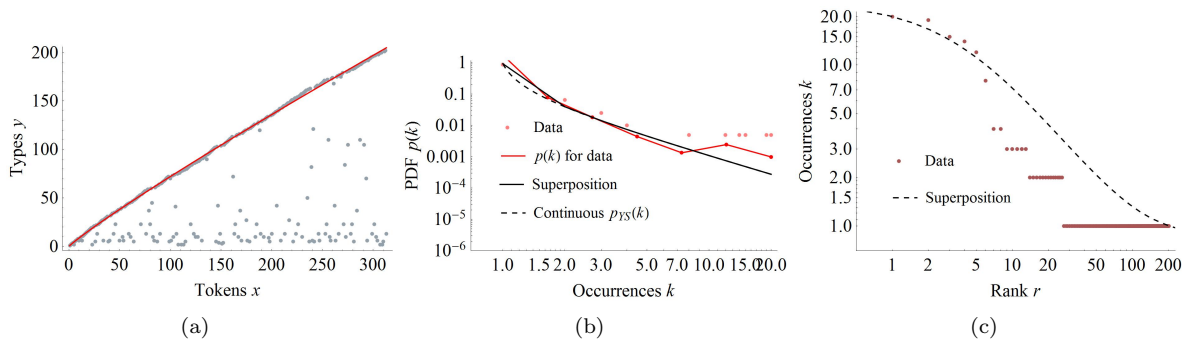 200
150
100
50
0
Types y
0 50 100 150 200 250 300
Tokens x
(a)
1
0.1
0.01
0.001
10⁻⁴
10⁻⁵
10⁻⁶
PDF p(k)
Data
p(k) for data
Superposition
Continuous p_YS(k)
1.0 1.5 2.0 3.0 5.0 7.0 10.0 15.0 20.0
Occurrences k
(b)
20.0
15.0
10.0
7.0
5.0
3.0
2.0
1.5
1.0
Occurrences k
Data
Superposition
1 2 5 10 20 50 100 200
Rank r
(c)